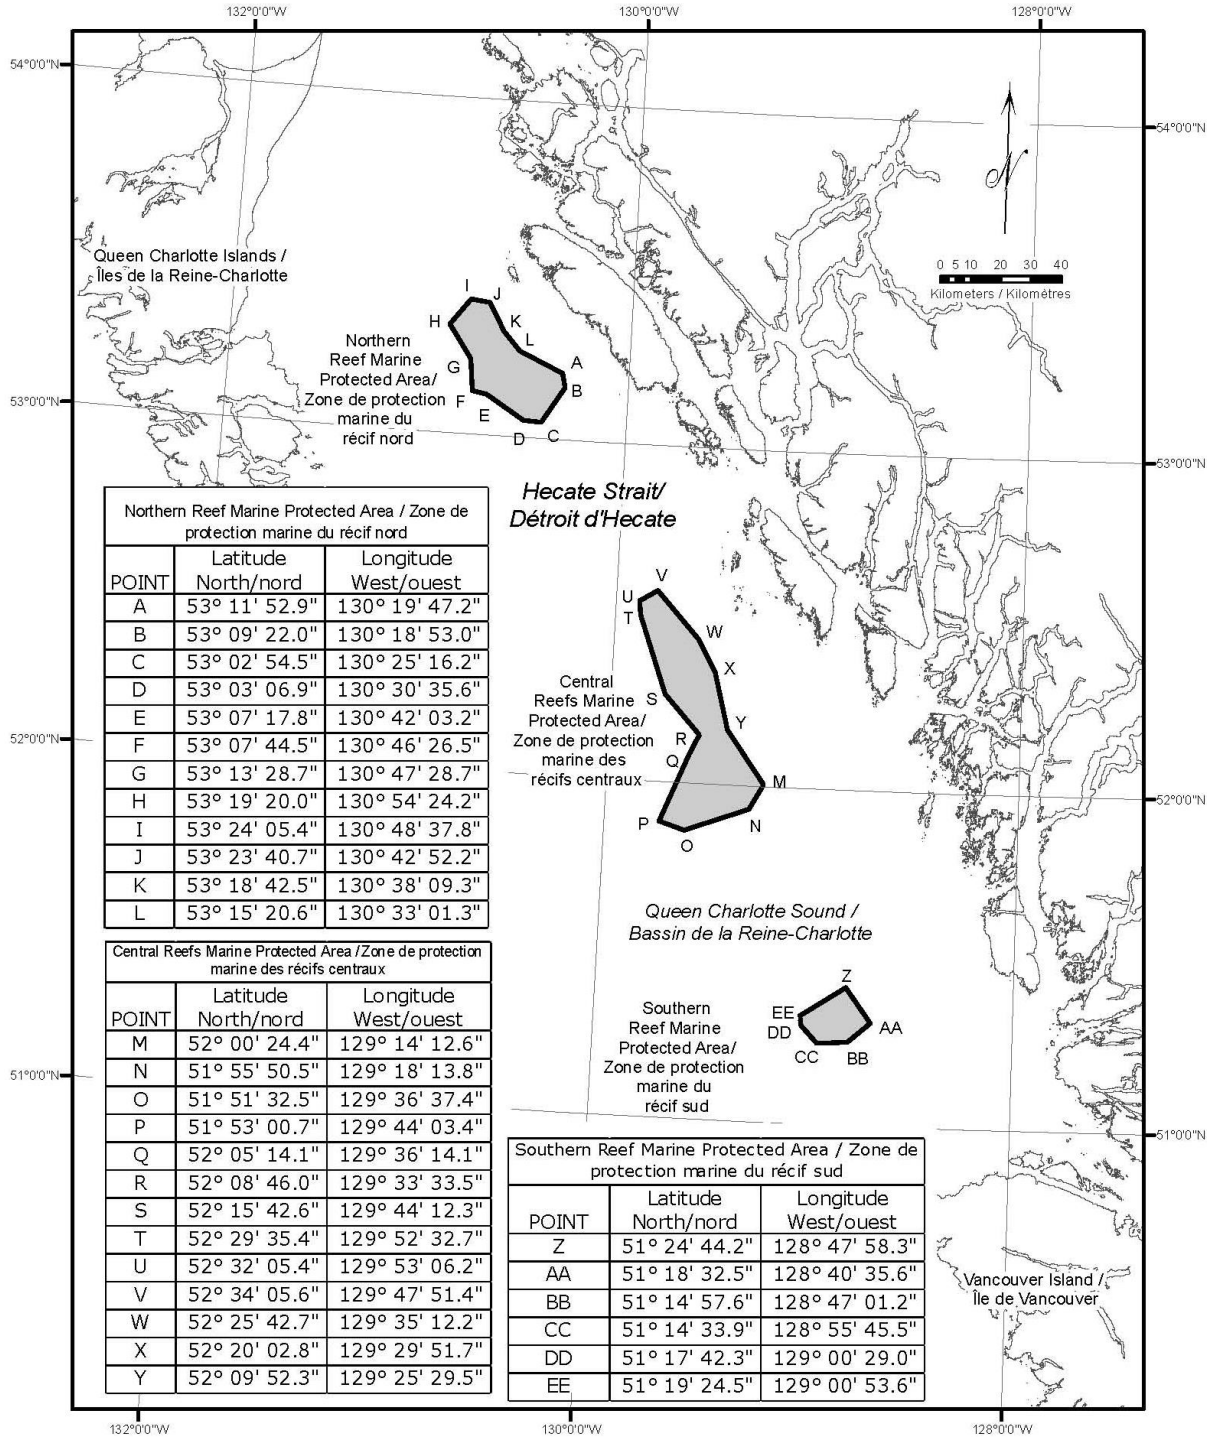 132°0'0"W
130°0'0"W
128°0'0"W
54°0'0"N
54°0'0"N
N
0 5 10 20 30 40
Kilometers / Kilomètres
Queen Charlotte Islands /
Îles de la Reine-Charlotte
I
J
H
K
L
G
A
B
F
E
D
C
Northern
Reef Marine
Protected Area/
Zone de protection
marine du
récif nord
53°0'0"N
53°0'0"N
Hecate Strait/
Détroit d'Hecate
Northern Reef Marine Protected Area / Zone de
protection marine du récif nord
POINT Latitude North/nord Longitude West/ouest
A 53° 11' 52.9" 130° 19' 47.2"
B 53° 09' 22.0" 130° 18' 53.0"
C 53° 02' 54.5" 130° 25' 16.2"
D 53° 03' 06.9" 130° 30' 35.6"
E 53° 07' 17.8" 130° 42' 03.2"
F 53° 07' 44.5" 130° 46' 26.5"
G 53° 13' 28.7" 130° 47' 28.7"
H 53° 19' 20.0" 130° 54' 24.2"
I 53° 24' 05.4" 130° 48' 37.8"
J 53° 23' 40.7" 130° 42' 52.2"
K 53° 18' 42.5" 130° 38' 09.3"
L 53° 15' 20.6" 130° 33' 01.3"
V
U
T
W
X
S
Y
R
Q
M
P
N
O
Central
Reefs Marine
Protected Area/
Zone de protection
marine des
récifs centraux
52°0'0"N
52°0'0"N
Queen Charlotte Sound /
Bassin de la Reine-Charlotte
Central Reefs Marine Protected Area /Zone de protection
marine des récifs centraux
POINT Latitude North/nord Longitude West/ouest
M 52° 00' 24.4" 129° 14' 12.6"
N 51° 55' 50.5" 129° 18' 13.8"
O 51° 51' 32.5" 129° 36' 37.4"
P 51° 53' 00.7" 129° 44' 03.4"
Q 52° 05' 14.1" 129° 36' 14.1"
R 52° 08' 46.0" 129° 33' 33.5"
S 52° 15' 42.6" 129° 44' 12.3"
T 52° 29' 35.4" 129° 52' 32.7"
U 52° 32' 05.4" 129° 53' 06.2"
V 52° 34' 05.6" 129° 47' 51.4"
W 52° 25' 42.7" 129° 35' 12.2"
X 52° 20' 02.8" 129° 29' 51.7"
Y 52° 09' 52.3" 129° 25' 29.5"
Z
EE
DD
AA
CC
BB
Southern
Reef Marine
Protected Area/
Zone de protection
marine du
récif sud
51°0'0"N
51°0'0"N
Southern Reef Marine Protected Area / Zone de
protection marine du récif sud
POINT Latitude North/nord Longitude West/ouest
Z 51° 24' 44.2" 128° 47' 58.3"
AA 51° 18' 32.5" 128° 40' 35.6"
BB 51° 14' 57.6" 128° 47' 01.2"
CC 51° 14' 33.9" 128° 55' 45.5"
DD 51° 17' 42.3" 129° 00' 29.0"
EE 51° 19' 24.5" 129° 00' 53.6"
Vancouver Island /
Île de Vancouver
132°0'0"W
130°0'0"W
128°0'0"W